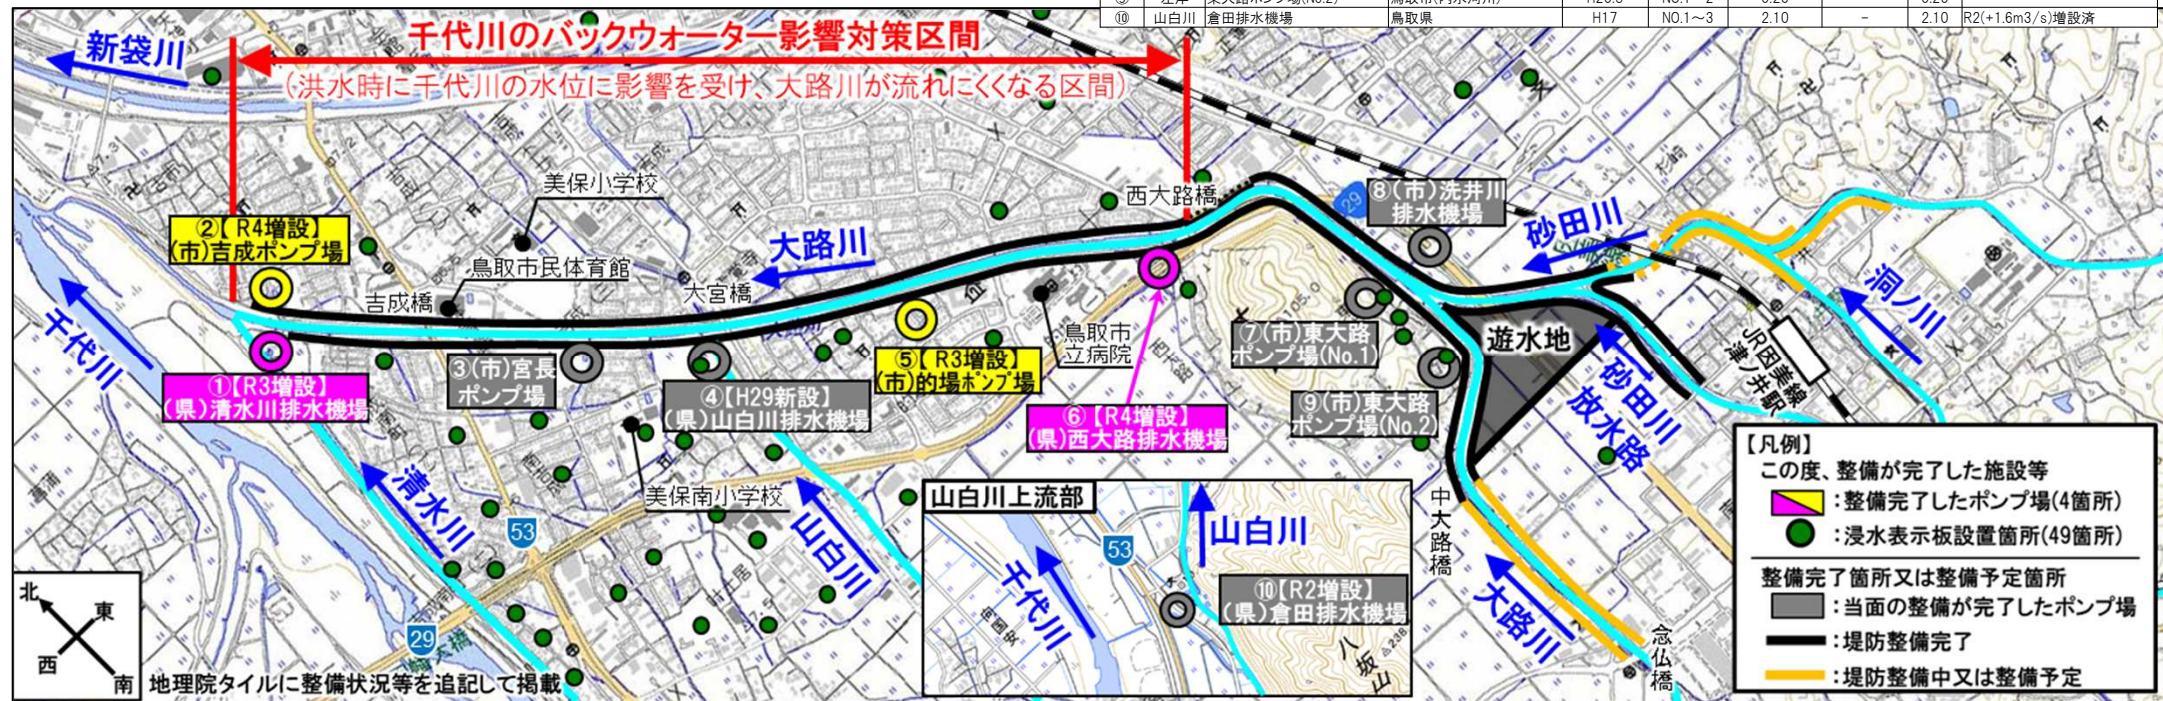 ⑩ 山白川 倉田排水機場 鳥取県 H17 NO.1～3 2.10 - 2.10 R2(+1.6m3/s)増設済
千代川のバックウォーター影響対策区間
(洪水時に千代川の水位に影響を受け、大路川が流れにくくなる区間)
新袋川
美保小学校
西大路橋
⑧(市)洗井川
排水機場
29
砂田川
②【R4増設】
(市)吉成ポンプ場
大路川
鳥取市民体育館
吉成橋
大宮橋
千代川
洞ノ川
鳥取市
立病院
⑦(市)東大路
ポンプ場(No.1)
遊水地
JR因美線
津ノ井駅
①【R3増設】
(県)清水川排水機場
③(市)宮長
ポンプ場
④【H29新設】
(県)山白川排水機場
⑤【R3増設】
(市)的場ポンプ場
⑥【R4増設】
(県)西大路排水機場
⑨(市)東大路
ポンプ場(No.2)
砂田川
放水路
清水川
美保南小学校
53
山白川
29
中大路橋
大路川
念仏橋
山白川上流部
53
山白川
千代川
⑩【R2増設】
(県)倉田排水機場
八坂山
【凡例】
この度、整備が完了した施設等
：整備完了したポンプ場(4箇所)
：浸水表示板設置箇所(49箇所)
整備完了箇所又は整備予定箇所
：当面の整備が完了したポンプ場
：堤防整備完了
：堤防整備中又は整備予定
北
東
西
南
地理院タイルに整備状況等を追記して掲載